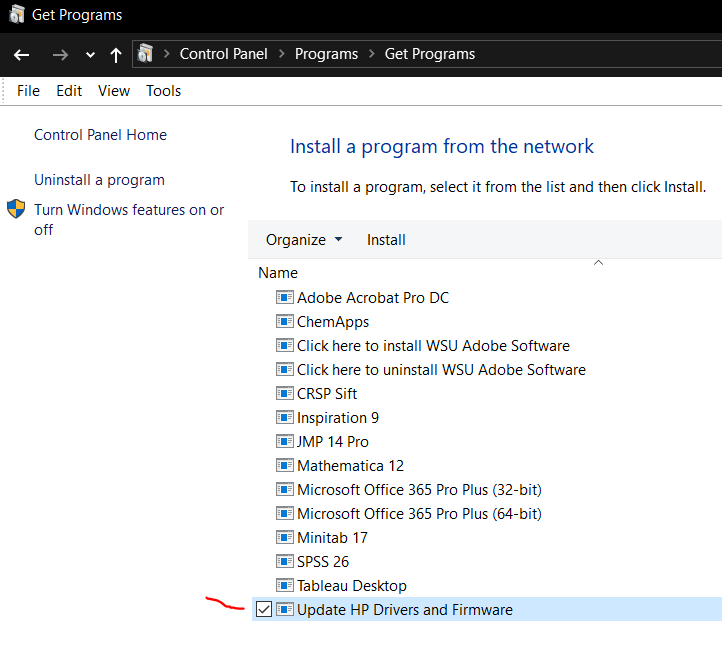 Get Programs
Control Panel > Programs > Get Programs
File Edit View Tools
Control Panel Home
Uninstall a program
Turn Windows features on or
off
Install a program from the network
To install a program, select it from the list and then click Install.
Organize Install
Name
Adobe Acrobat Pro DC
ChemApps
Click here to install WSU Adobe Software
Click here to uninstall WSU Adobe Software
CRSP Sift
Inspiration 9
JMP 14 Pro
Mathematica 12
Microsoft Office 365 Pro Plus (32-bit)
Microsoft Office 365 Pro Plus (64-bit)
Minitab 17
SPSS 26
Tableau Desktop
Update HP Drivers and Firmware